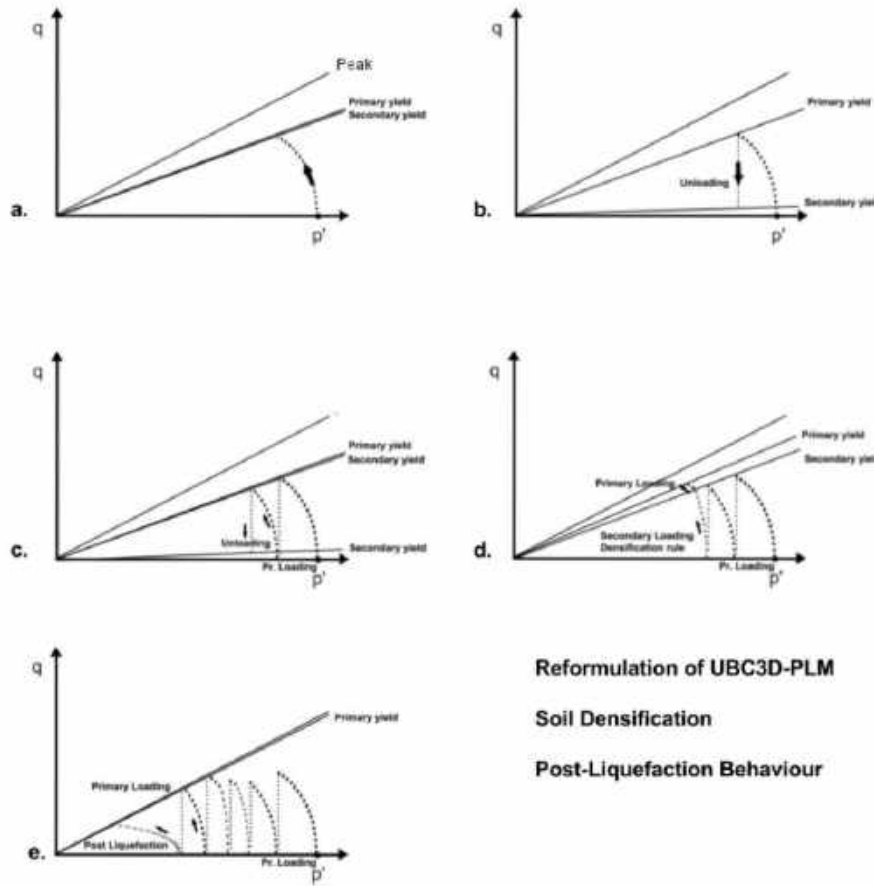 q
Peak
Primary yield
Secondary yield
a.
p'
q
Primary yield
Unloading
Secondary yiel
b.
p'
q
Primary yield
Secondary yield
Unloading
Secondary yield
c.
Pr. Loading
p'
q
Primary yield
Secondary yiel
Primary Loading
Secondary Loading
Densification rule
d.
Pr. Loading
p'
q
Primary yield
Primary Loading
Post Liquefaction
e.
Pr. Loading
p'
Reformulation of UBC3D-PLM
Soil Densification
Post-Liquefaction Behaviour